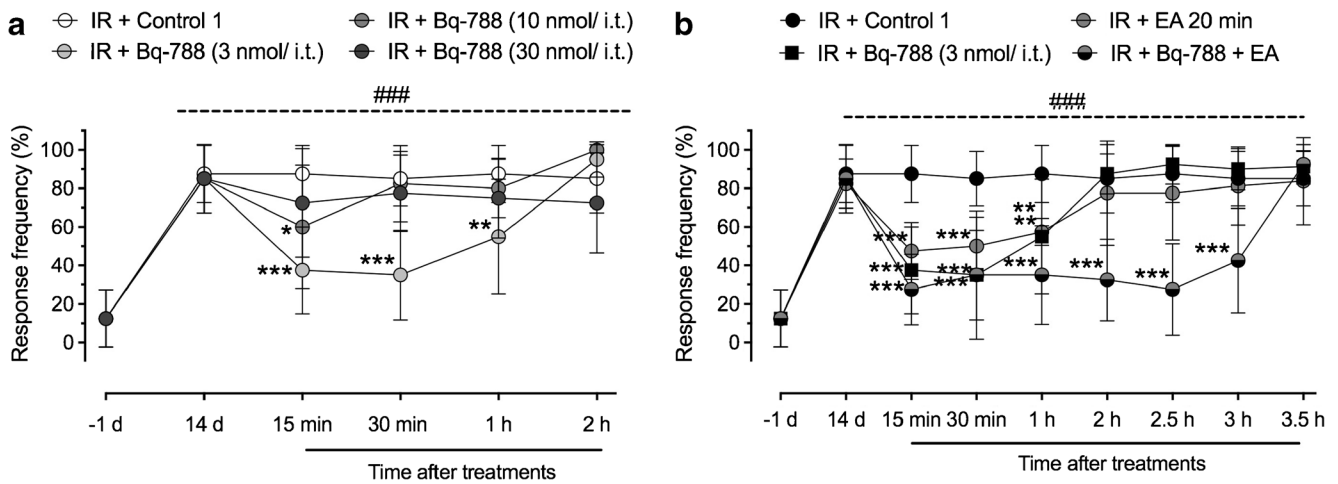 a
IR + Control 1
IR + Bq-788 (10 nmol/ i.t.)
IR + Bq-788 (3 nmol/ i.t.)
IR + Bq-788 (30 nmol/ i.t.)
###
Response frequency (%)
100
80
60
40
20
0
*
***
***
**
-1 d
14 d
15 min
30 min
1 h
2 h
Time after treatments
b
IR + Control 1
IR + EA 20 min
IR + Bq-788 (3 nmol/ i.t.)
IR + Bq-788 + EA
###
Response frequency (%)
100
80
60
40
20
0
***
***
***
***
***
***
**
**
***
***
***
***
-1 d
14 d
15 min
30 min
1 h
2 h
2.5 h
3 h
3.5 h
Time after treatments